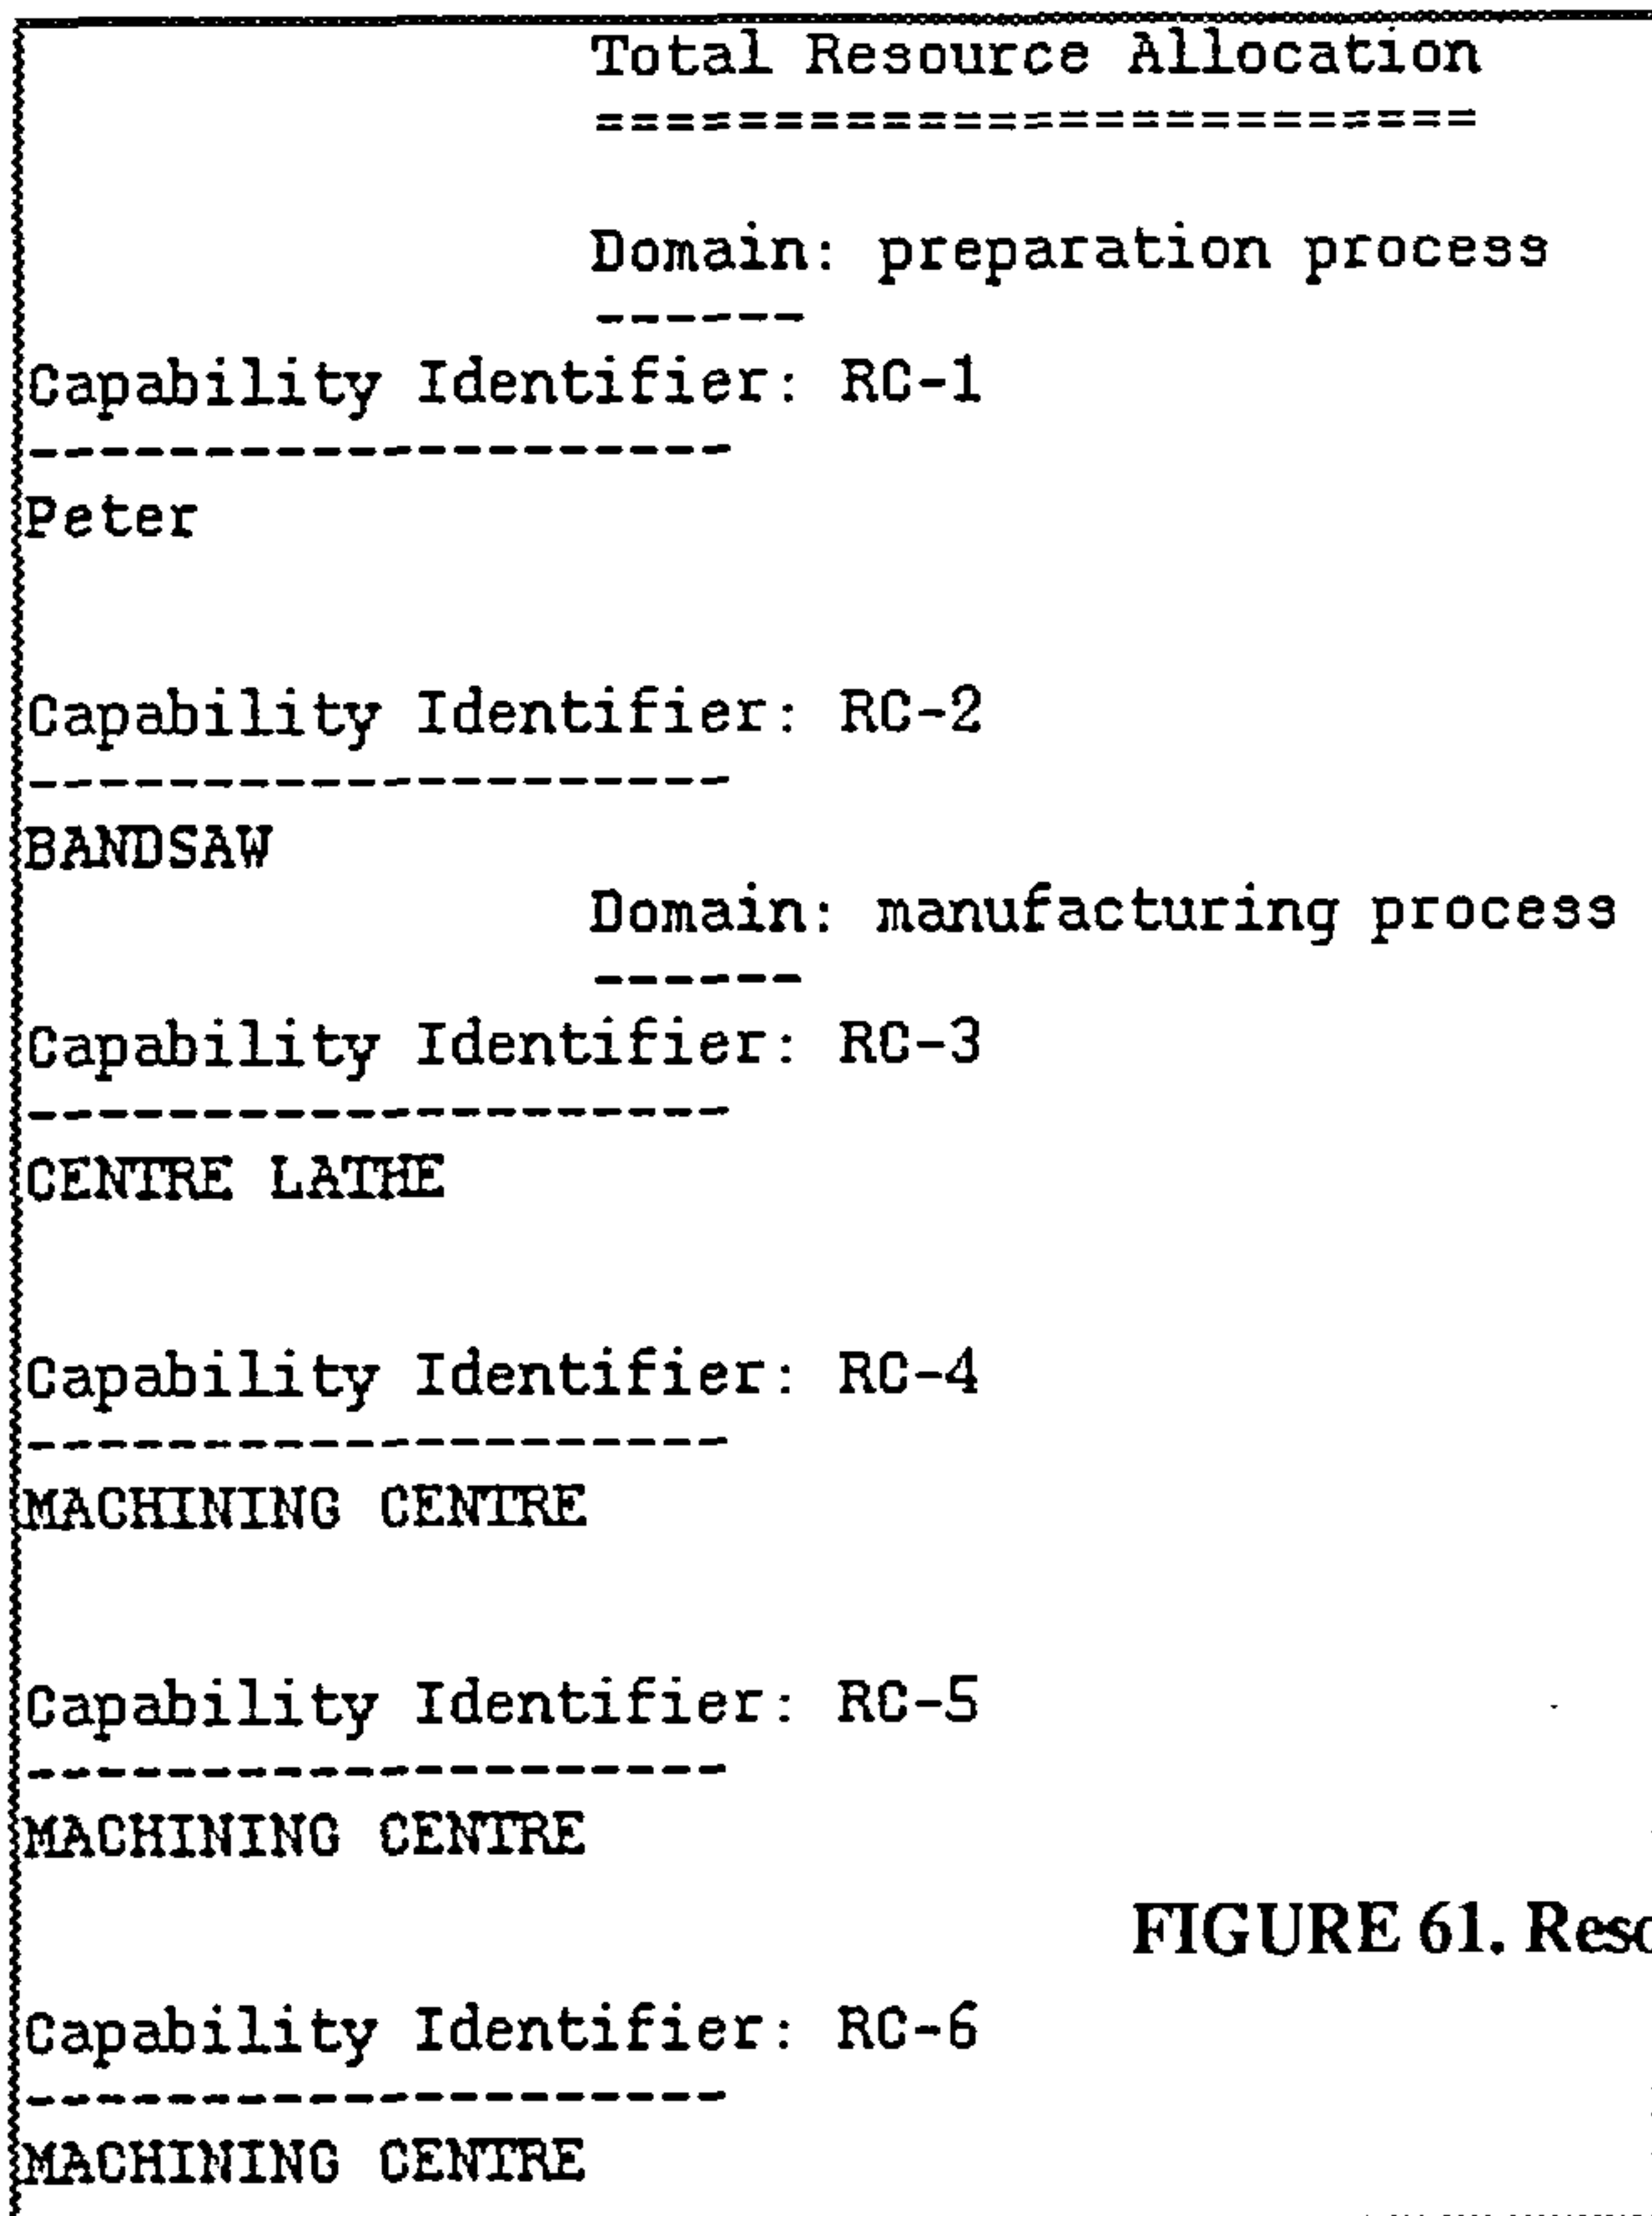 Total Resource Allocation
=========================
Domain: preparation process
------
Capability Identifier: RC-1
--------------------
Peter
Capability Identifier: RC-2
--------------------
BANDSAW
Domain: manufacturing process
------
Capability Identifier: RC-3
--------------------
CENTRE LATHE
Capability Identifier: RC-4
--------------------
MACHINING CENTRE
Capability Identifier: RC-5
--------------------
MACHINING CENTRE
FIGURE 61.
Capability Identifier: RC-6
--------------------
MACHINING CENTRE